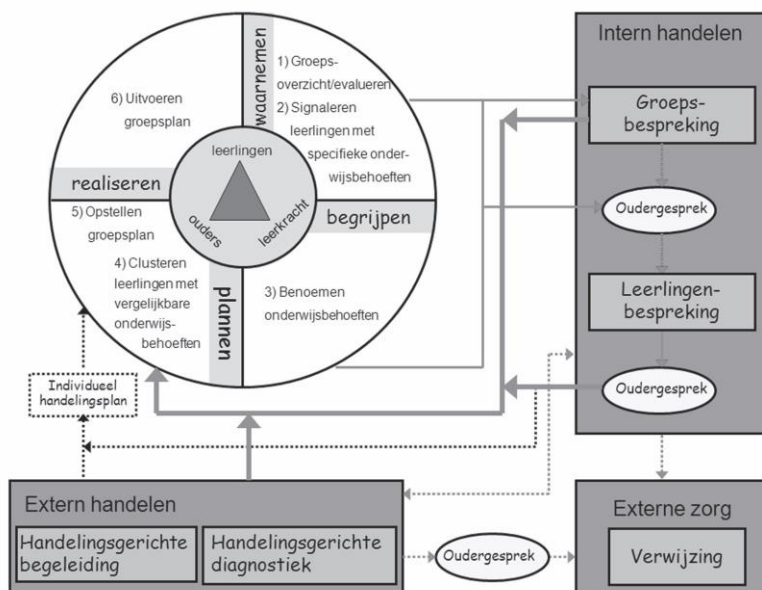 waarnemen
1) Groeps-
overzicht/evalueren
2) Signaleren
leerlingen met
specifieke onder-
wijsbehoeften
begrijpen
3) Benoemen
onderwijsbehoeften
plannen
4) Clusteren
leerlingen met
vergelijkbare
onderwijs-
behoeften
5) Opstellen
groepsplan
realiseren
6) Uitvoeren
groepsplan
leerlingen
ouders
leerkracht
Intern handelen
Groeps-
bespreking
Oudergesprek
Leerlingen-
bespreking
Oudergesprek
Individueel
handelingsplan
Extern handelen
Handelingsgerichte
begeleiding
Handelingsgerichte
diagnostiek
Oudergesprek
Externe zorg
Verwijzing